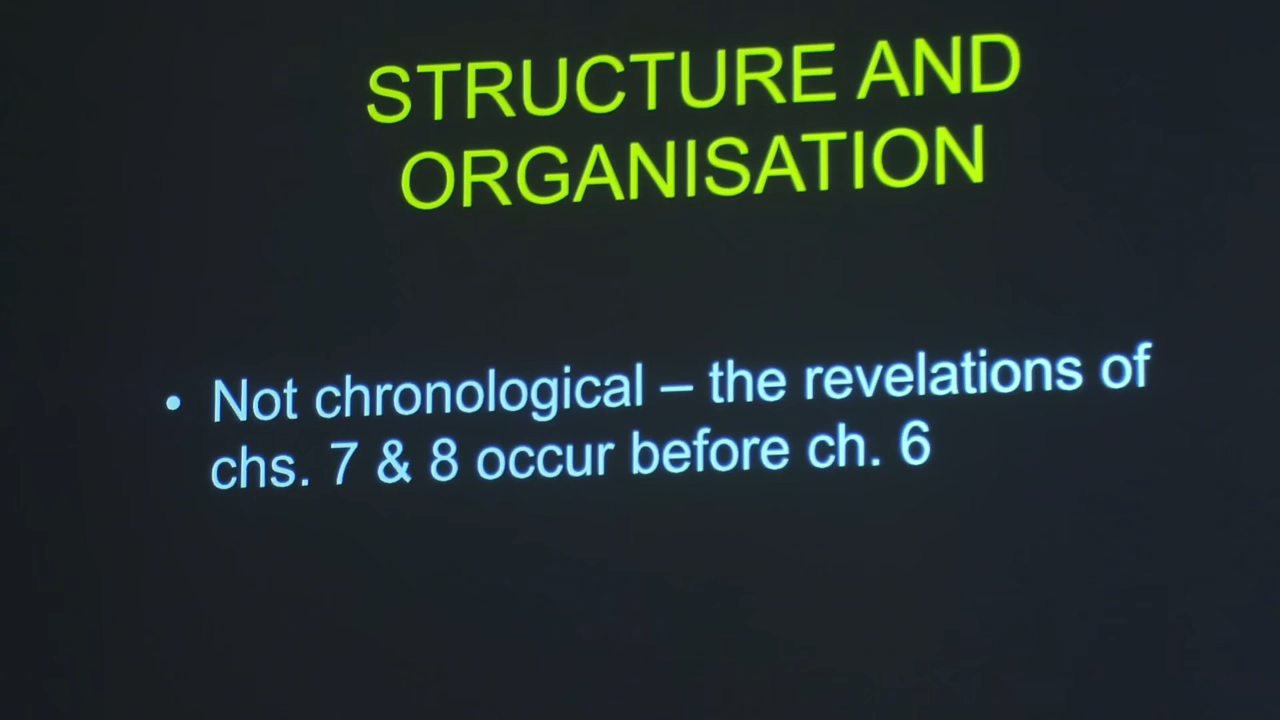 STRUCTURE AND
ORGANISATION
• Not chronological – the revelations of
chs. 7 & 8 occur before ch. 6